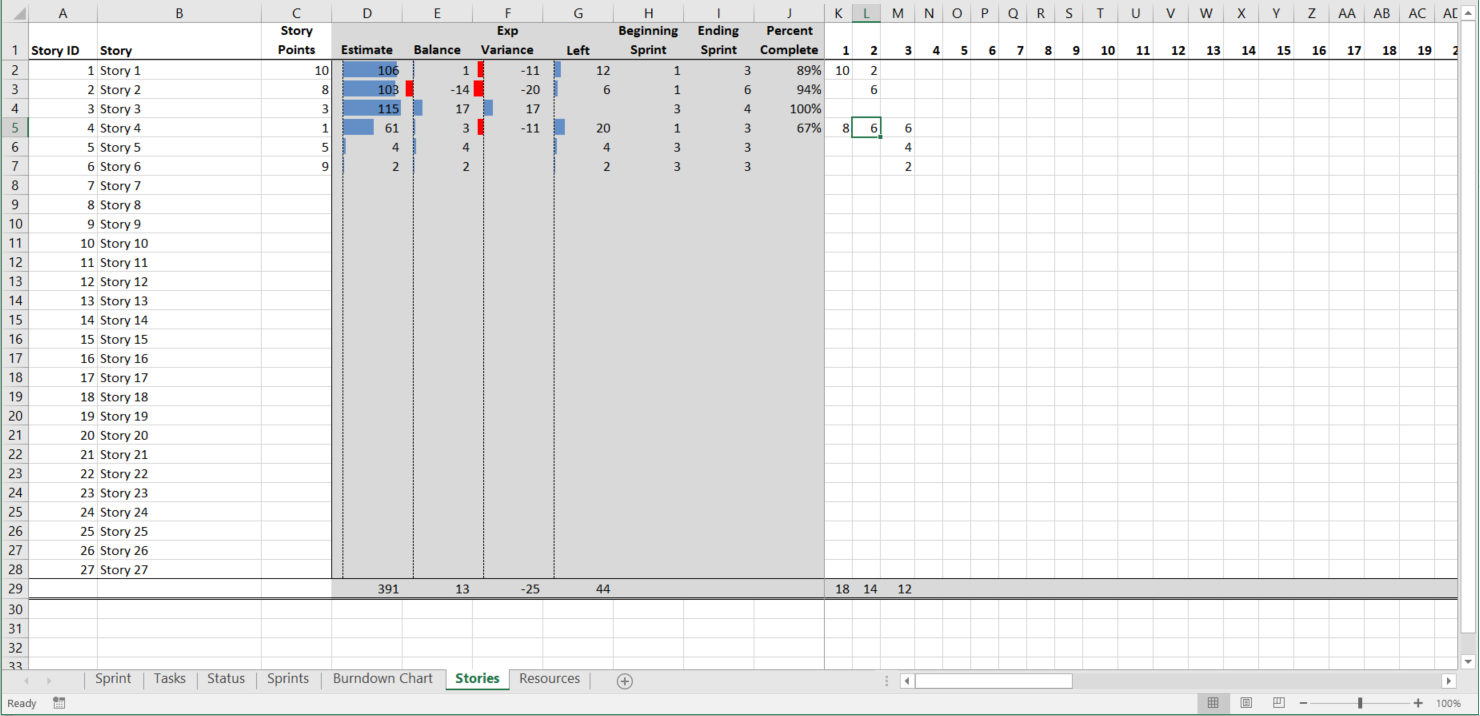 A B C D E F G H I J K L M N O P Q R S T U V W X Y Z AA AB AC AD
Story Exp Beginning Ending Percent
1 Story ID Story Points Estimate Balance Variance Left Sprint Sprint Complete 1 2 3 4 5 6 7 8 9 10 11 12 13 14 15 16 17 18 19 2
2 1 Story 1 10 106 1 -11 12 1 3 89% 10 2
3 2 Story 2 8 103 -14 -20 6 1 6 94% 6
4 3 Story 3 3 115 17 17 3 4 100%
5 4 Story 4 1 61 3 -11 20 1 3 67% 8 6 6
6 5 Story 5 5 4 4 4 3 3 4
7 6 Story 6 9 2 2 2 3 3 2
8 7 Story 7
9 8 Story 8
10 9 Story 9
11 10 Story 10
12 11 Story 11
13 12 Story 12
14 13 Story 13
15 14 Story 14
16 15 Story 15
17 16 Story 16
18 17 Story 17
19 18 Story 18
20 19 Story 19
21 20 Story 20
22 21 Story 21
23 22 Story 22
24 23 Story 23
25 24 Story 24
26 25 Story 25
27 26 Story 26
28 27 Story 27
29 391 13 -25 44 18 14 12
30
31
32
33
Sprint Tasks Status Sprints Burndown Chart Stories Resources
Ready 100%